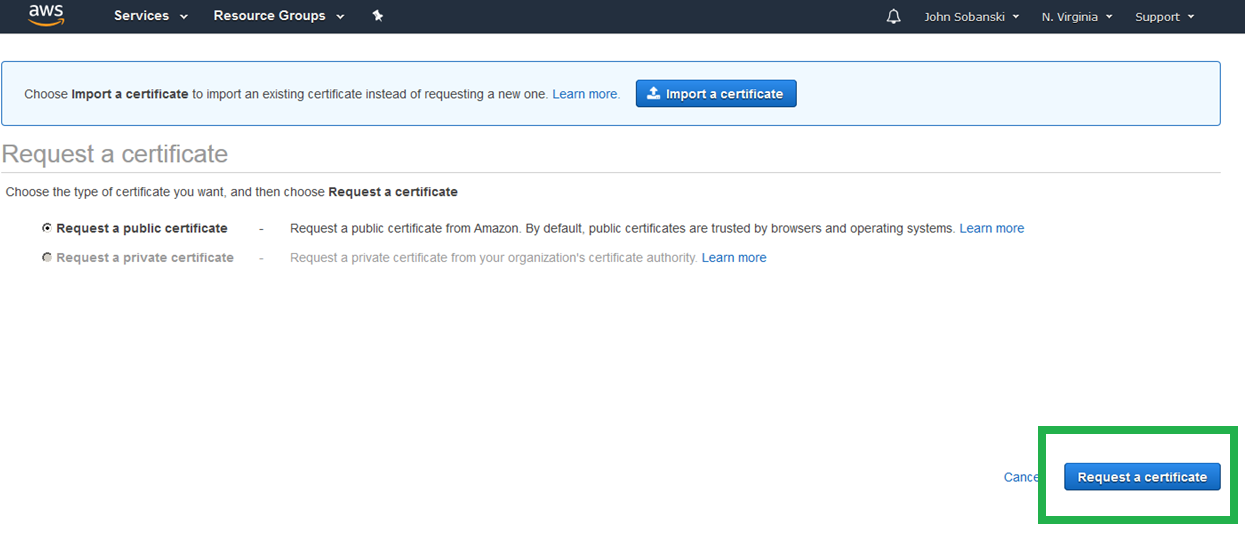 aws Services Resource Groups John Sobanski N. Virginia Support
Choose Import a certificate to import an existing certificate instead of requesting a new one. Learn more. Import a certificate
Request a certificate
Choose the type of certificate you want, and then choose Request a certificate
Request a public certificate - Request a public certificate from Amazon. By default, public certificates are trusted by browsers and operating systems. Learn more
Request a private certificate - Request a private certificate from your organization's certificate authority. Learn more
Cance Request a certificate